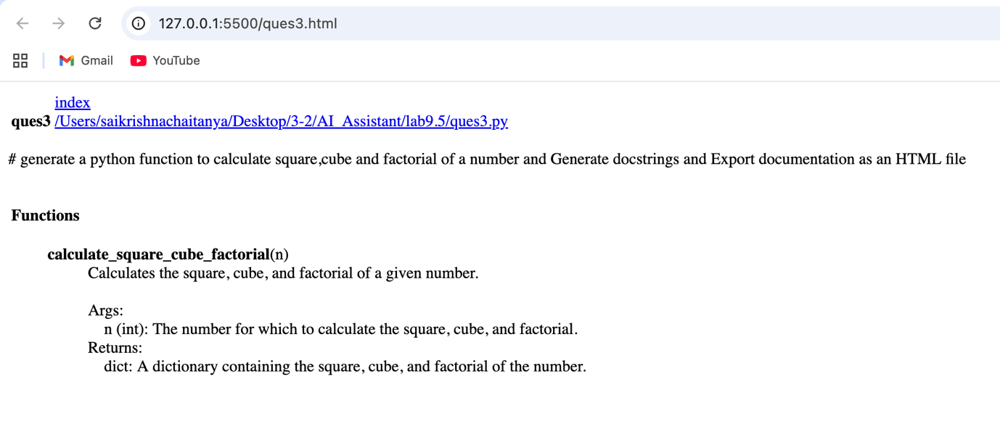 127.0.0.1:5500/ques3.html
Gmail YouTube
index
ques3 /Users/saikrishnachaitanya/Desktop/3-2/AI_Assistant/lab9.5/ques3.py
# generate a python function to calculate square,cube and factorial of a number and Generate docstrings and Export documentation as an HTML file
Functions
calculate_square_cube_factorial(n)
Calculates the square, cube, and factorial of a given number.
Args:
n (int): The number for which to calculate the square, cube, and factorial.
Returns:
dict: A dictionary containing the square, cube, and factorial of the number.